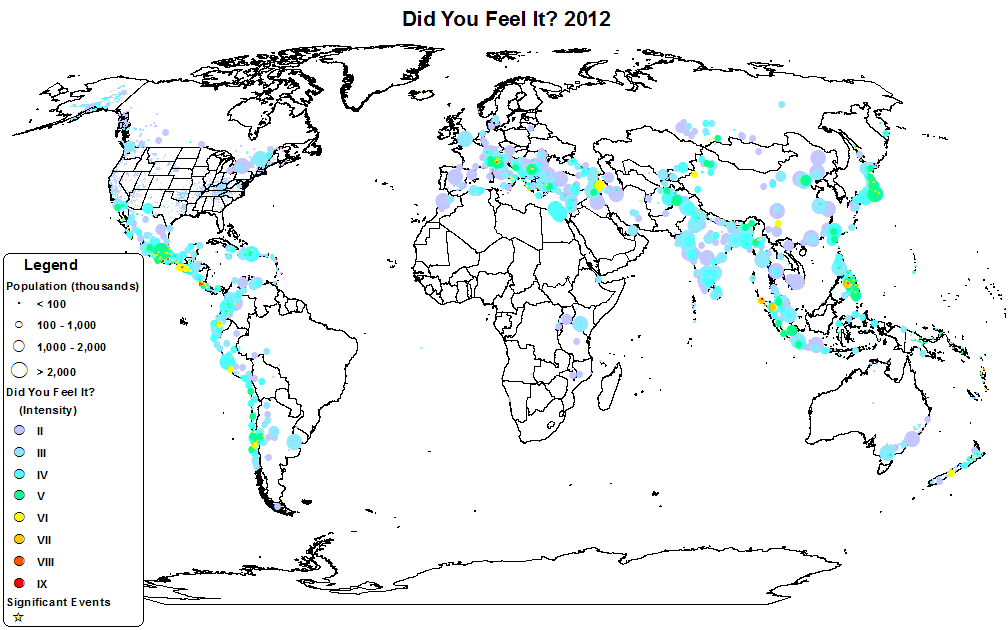 Did You Feel It? 2012
Legend
Population (thousands)
< 100
100 - 1,000
1,000 - 2,000
> 2,000
Did You Feel It?
(Intensity)
II
III
IV
V
VI
VII
VIII
IX
Significant Events